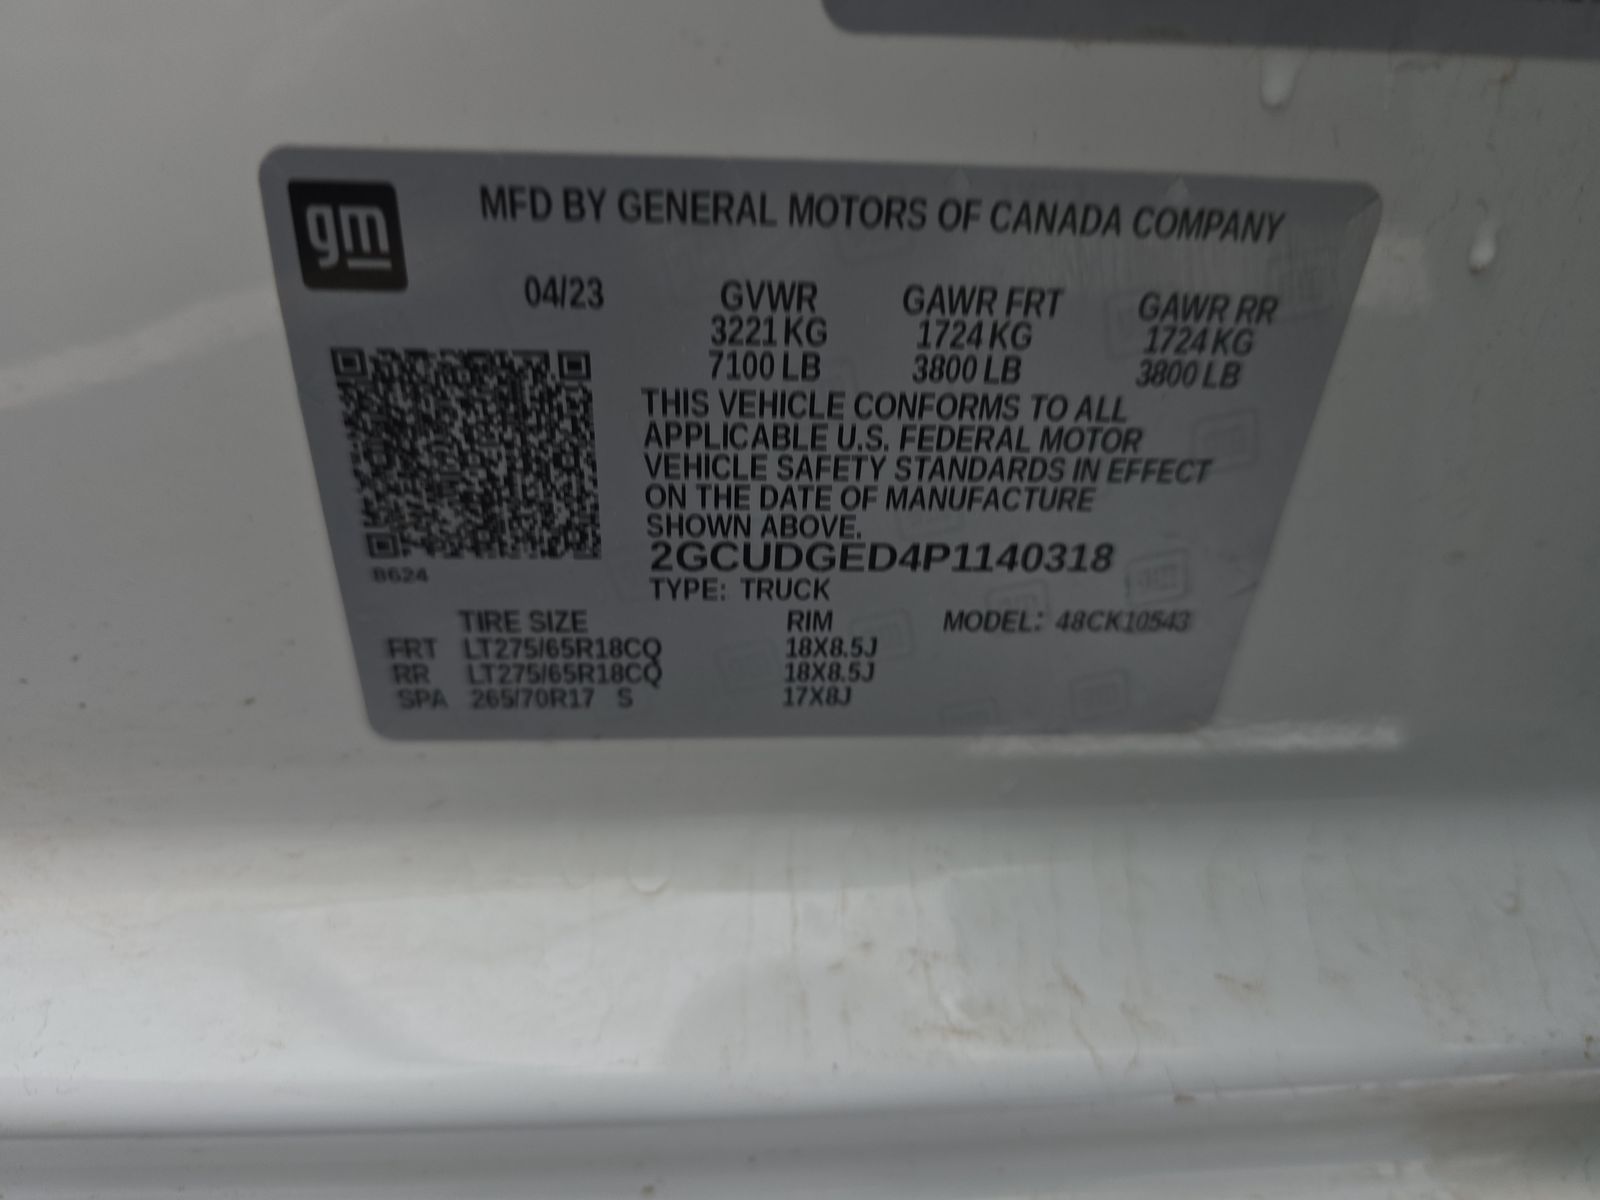 gm
MFD BY GENERAL MOTORS OF CANADA COMPANY
04/23 GVWR GAWR FRT GAWR RR
3221 KG 1724 KG 1724 KG
7100 LB 3800 LB 3800 LB
THIS VEHICLE CONFORMS TO ALL
APPLICABLE U.S. FEDERAL MOTOR
VEHICLE SAFETY STANDARDS IN EFFECT
ON THE DATE OF MANUFACTURE
SHOWN ABOVE.
2GCUDGED4P1140318
8624
TYPE: TRUCK
TIRE SIZE RIM MODEL: 48CK10543
FRT LT275/65R18CQ 18X8.5J
RR LT275/65R18CQ 18X8.5J
SPA 265/70R17 S 17X8J